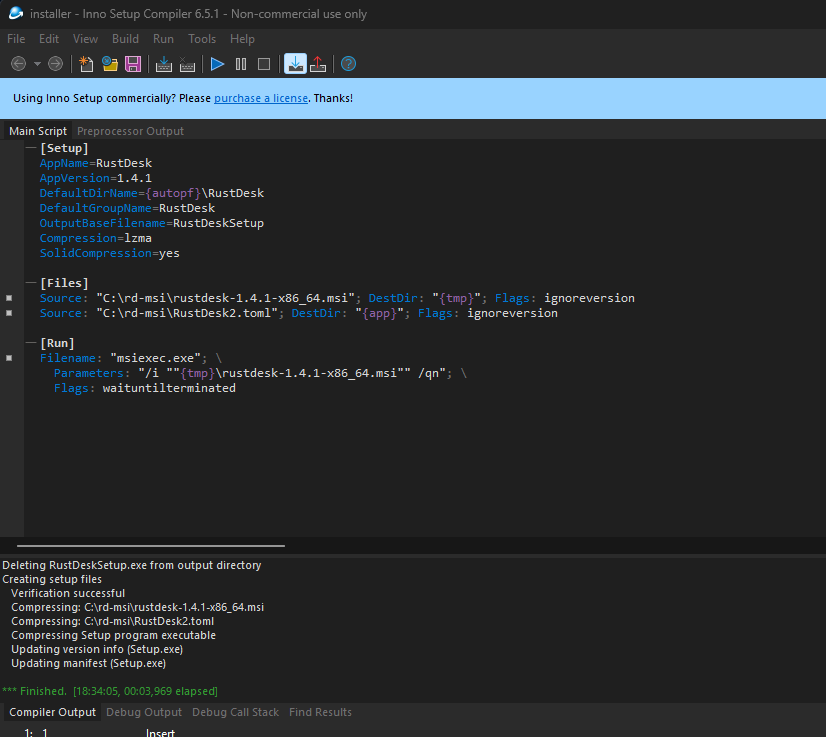 installer - Inno Setup Compiler 6.5.1 - Non-commercial use only
File Edit View Build Run Tools Help
Using Inno Setup commercially? Please purchase a license. Thanks!
Main Script Preprocessor Output
[Setup]
AppName=RustDesk
AppVersion=1.4.1
DefaultDirName={autopf}\RustDesk
DefaultGroupName=RustDesk
OutputBaseFilename=RustDeskSetup
Compression=lzma
SolidCompression=yes
[Files]
Source: "C:\rd-msi\rustdesk-1.4.1-x86_64.msi"; DestDir: "{tmp}"; Flags: ignoreversion
Source: "C:\rd-msi\RustDesk2.toml"; DestDir: "{app}"; Flags: ignoreversion
[Run]
Filename: "msiexec.exe"; \
Parameters: "/i ""{tmp}\rustdesk-1.4.1-x86_64.msi"" /qn"; \
Flags: waituntilterminated
Deleting RustDeskSetup.exe from output directory
Creating setup files
Verification successful
Compressing: C:\rd-msi\rustdesk-1.4.1-x86_64.msi
Compressing: C:\rd-msi\RustDesk2.toml
Compressing Setup program executable
Updating version info (Setup.exe)
Updating manifest (Setup.exe)
*** Finished. [18:34:05, 00:03,969 elapsed]
Compiler Output Debug Output Debug Call Stack Find Results
1: 1 Insert